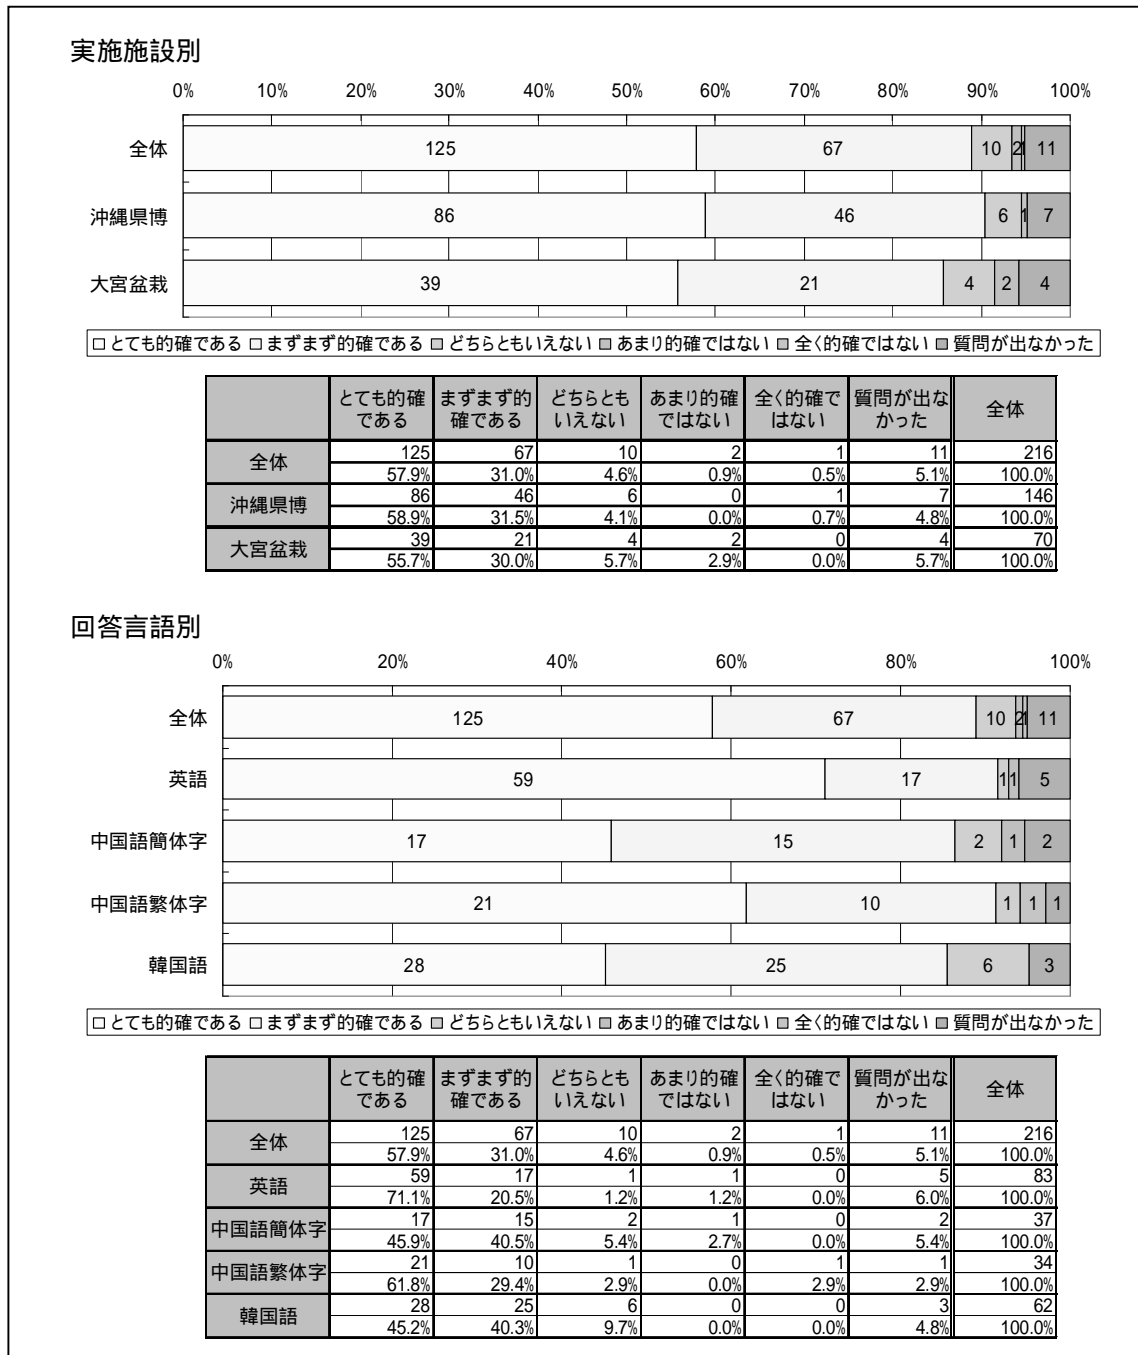 実施施設別
0% 10% 20% 30% 40% 50% 60% 70% 80% 90% 100%
全体 125 67 10 2 1 11
沖縄県博 86 46 6 1 7
大宮盆栽 39 21 4 2 4
□とても的確である □まずまず的確である □どちらともいえない □あまり的確ではない □全く的確ではない □質問が出なかった
とても的確である まずまず的確である どちらともいえない あまり的確ではない 全く的確ではない 質問が出なかった 全体
全体 125 67 10 2 1 11 216
57.9% 31.0% 4.6% 0.9% 0.5% 5.1% 100.0%
沖縄県博 86 46 6 0 1 7 146
58.9% 31.5% 4.1% 0.0% 0.7% 4.8% 100.0%
大宮盆栽 39 21 4 2 0 4 70
55.7% 30.0% 5.7% 2.9% 0.0% 5.7% 100.0%
回答言語別
0% 20% 40% 60% 80% 100%
全体 125 67 10 2 1 11
英語 59 17 1 1 5
中国語簡体字 17 15 2 1 2
中国語繁体字 21 10 1 1 1
韓国語 28 25 6 3
□とても的確である □まずまず的確である □どちらともいえない □あまり的確ではない □全く的確ではない □質問が出なかった
とても的確である まずまず的確である どちらともいえない あまり的確ではない 全く的確ではない 質問が出なかった 全体
全体 125 67 10 2 1 11 216
57.9% 31.0% 4.6% 0.9% 0.5% 5.1% 100.0%
英語 59 17 1 1 0 5 83
71.1% 20.5% 1.2% 1.2% 0.0% 6.0% 100.0%
中国語簡体字 17 15 2 1 0 2 37
45.9% 40.5% 5.4% 2.7% 0.0% 5.4% 100.0%
中国語繁体字 21 10 1 0 1 1 34
61.8% 29.4% 2.9% 0.0% 2.9% 2.9% 100.0%
韓国語 28 25 6 0 0 3 62
45.2% 40.3% 9.7% 0.0% 0.0% 4.8% 100.0%